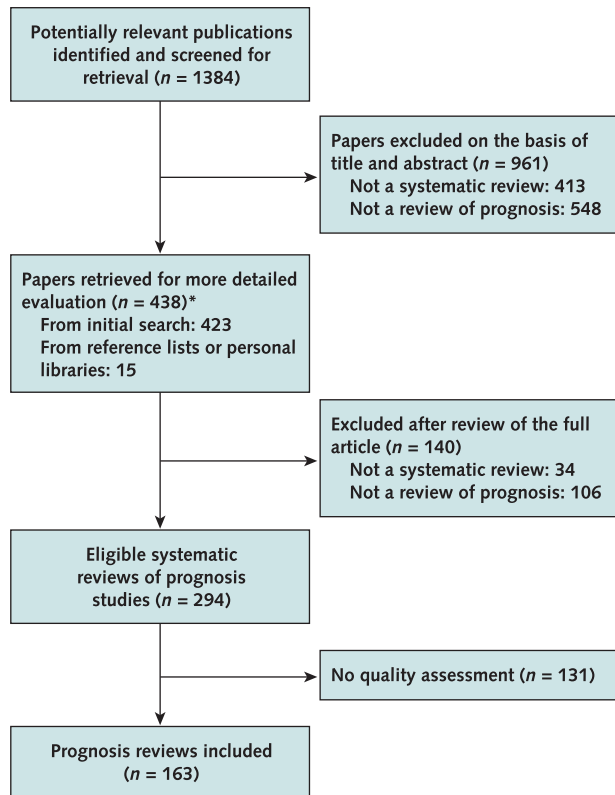 Potentially relevant publications
identified and screened for
retrieval (n = 1384)
Papers excluded on the basis of
title and abstract (n = 961)
Not a systematic review: 413
Not a review of prognosis: 548
Papers retrieved for more detailed
evaluation (n = 438)*
From initial search: 423
From reference lists or personal
libraries: 15
Excluded after review of the full
article (n = 140)
Not a systematic review: 34
Not a review of prognosis: 106
Eligible systematic
reviews of prognosis
studies (n = 294)
No quality assessment (n = 131)
Prognosis reviews included
(n = 163)